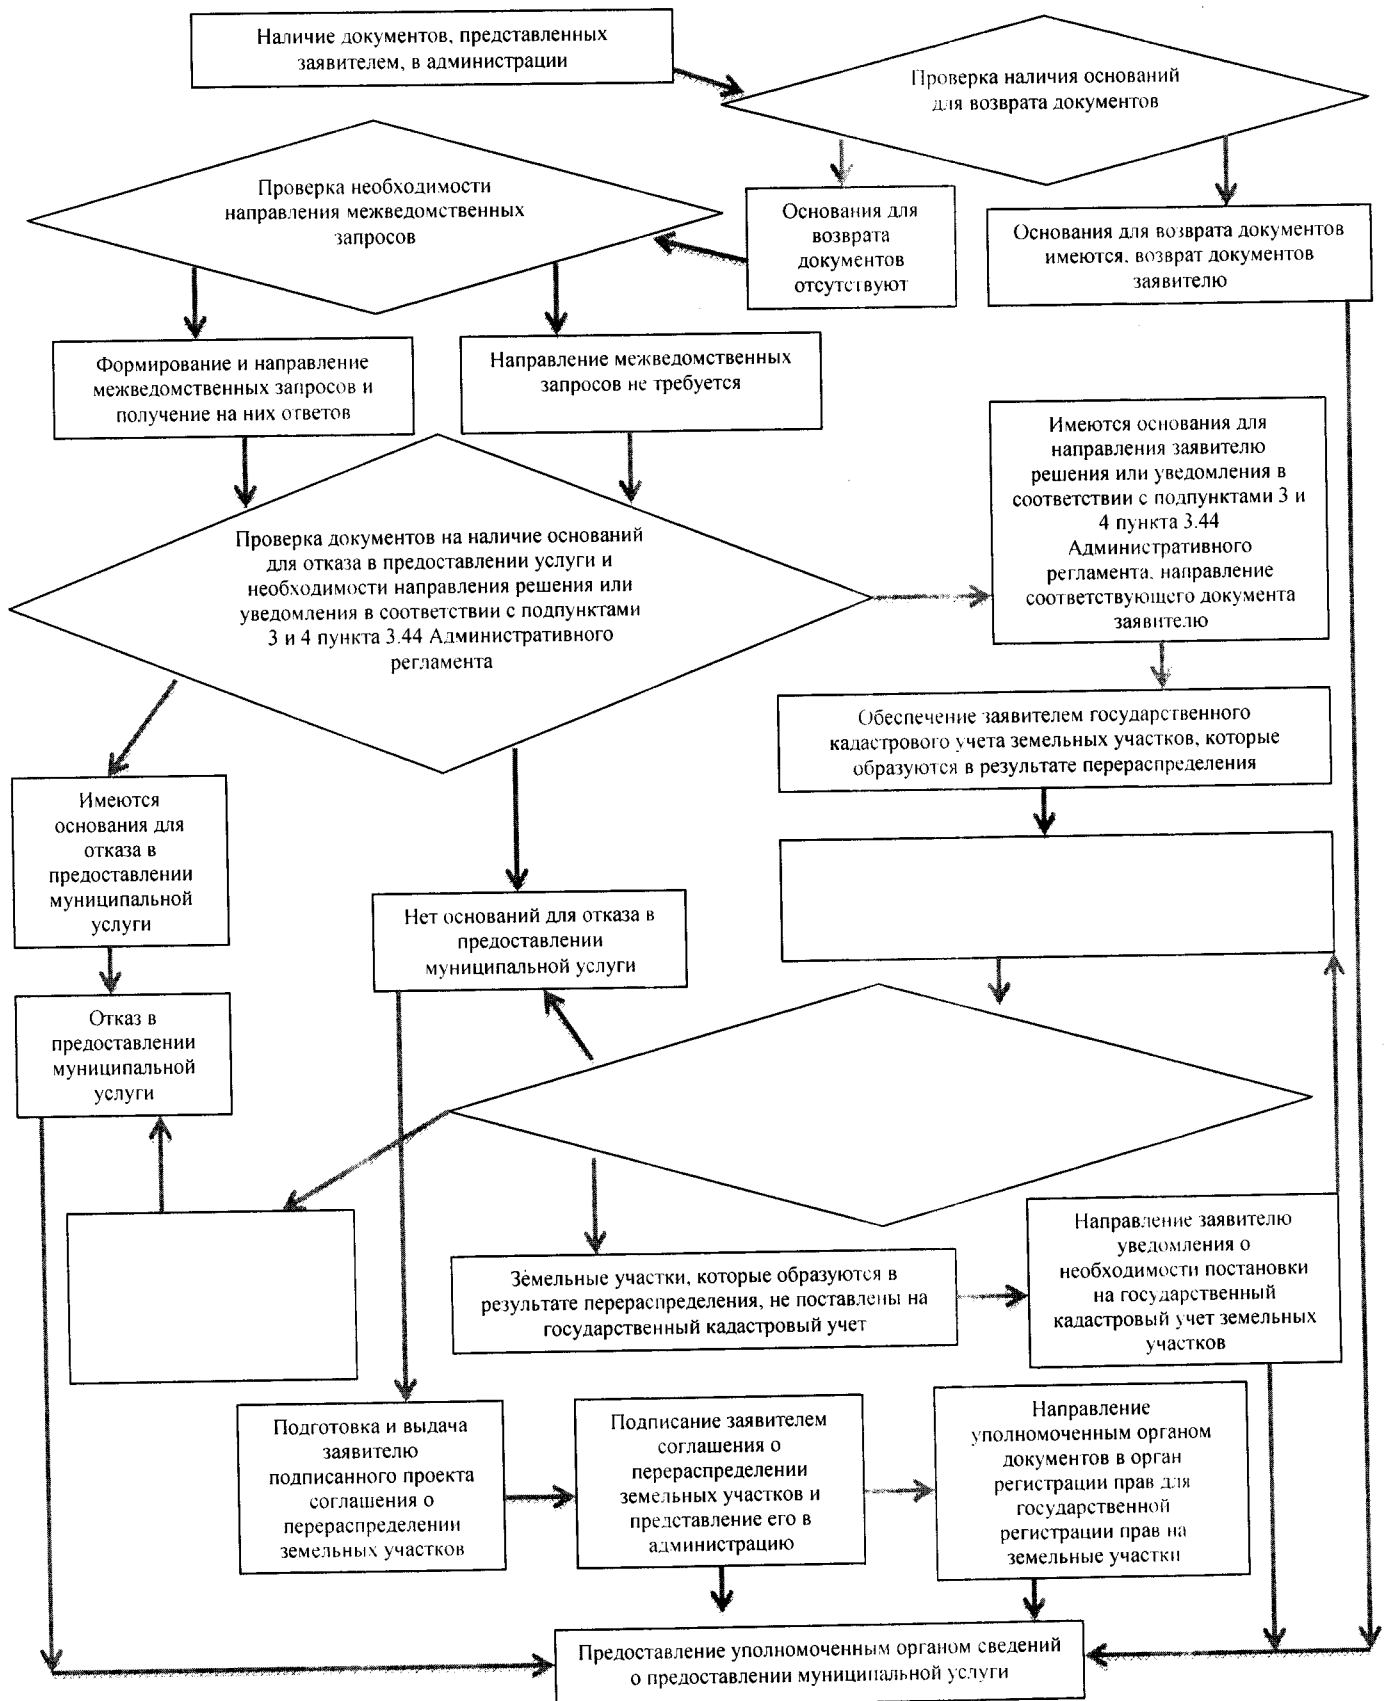 Наличие документов, представленных
заявителем, в администрации
Проверка наличия оснований
для возврата документов
Проверка необходимости
направления межведомственных
запросов
Основания для
возврата
документов
отсутствуют
Основания для возврата документов
имеются, возврат документов
заявителю
Формирование и направление
межведомственных запросов и
получение на них ответов
Направление межведомственных
запросов не требуется
Имеются основания для
направления заявителю
решения или уведомления в
соответствии с подпунктами 3 и
4 пункта 3.44
Административного
регламента, направление
соответствующего документа
заявителю
Проверка документов на наличие оснований
для отказа в предоставлении услуги и
необходимости направления решения или
уведомления в соответствии с подпунктами
3 и 4 пункта 3.44 Административного
регламента
Обеспечение заявителем государственного
кадастрового учета земельных участков, которые
образуются в результате перераспределения
Имеются
основания для
отказа в
предоставлении
муниципальной
услуги
Нет оснований для отказа в
предоставлении
муниципальной услуги
Отказ в
предоставлении
муниципальной
услуги
Земельные участки, которые образуются в
результате перераспределения, не поставлены на
государственный кадастровый учет
Направление заявителю
уведомления о
необходимости постановки
на государственный
кадастровый учет земельных
участков
Подготовка и выдача
заявителю
подписанного проекта
соглашения о
перераспределении
земельных участков
Подписание заявителем
соглашения о
перераспределении
земельных участков и
представление его в
администрацию
Направление
уполномоченным органом
документов в орган
регистрации прав для
государственной
регистрации прав на
земельные участки
Предоставление уполномоченным органом сведений
о предоставлении муниципальной услуги